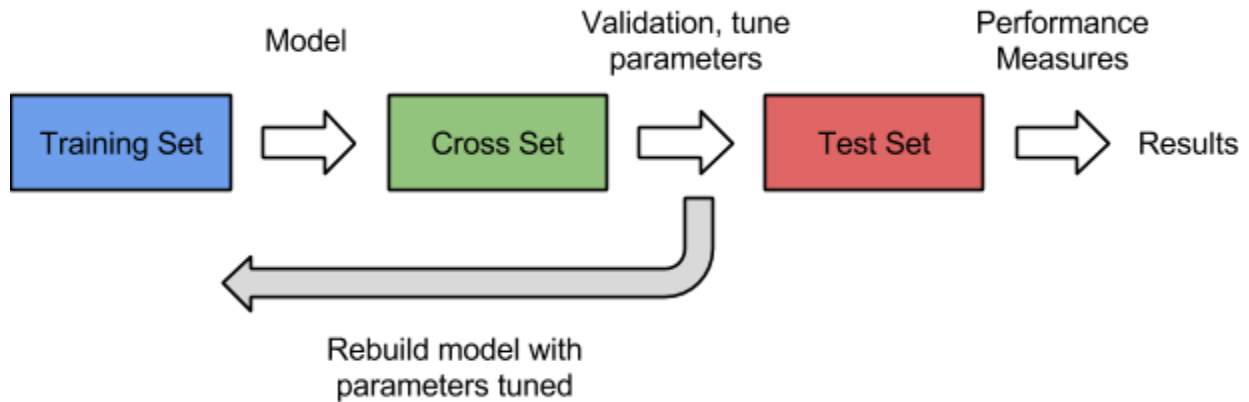 Model
Validation, tune
parameters
Performance
Measures
Training Set
Cross Set
Test Set
Results
Rebuild model with
parameters tuned